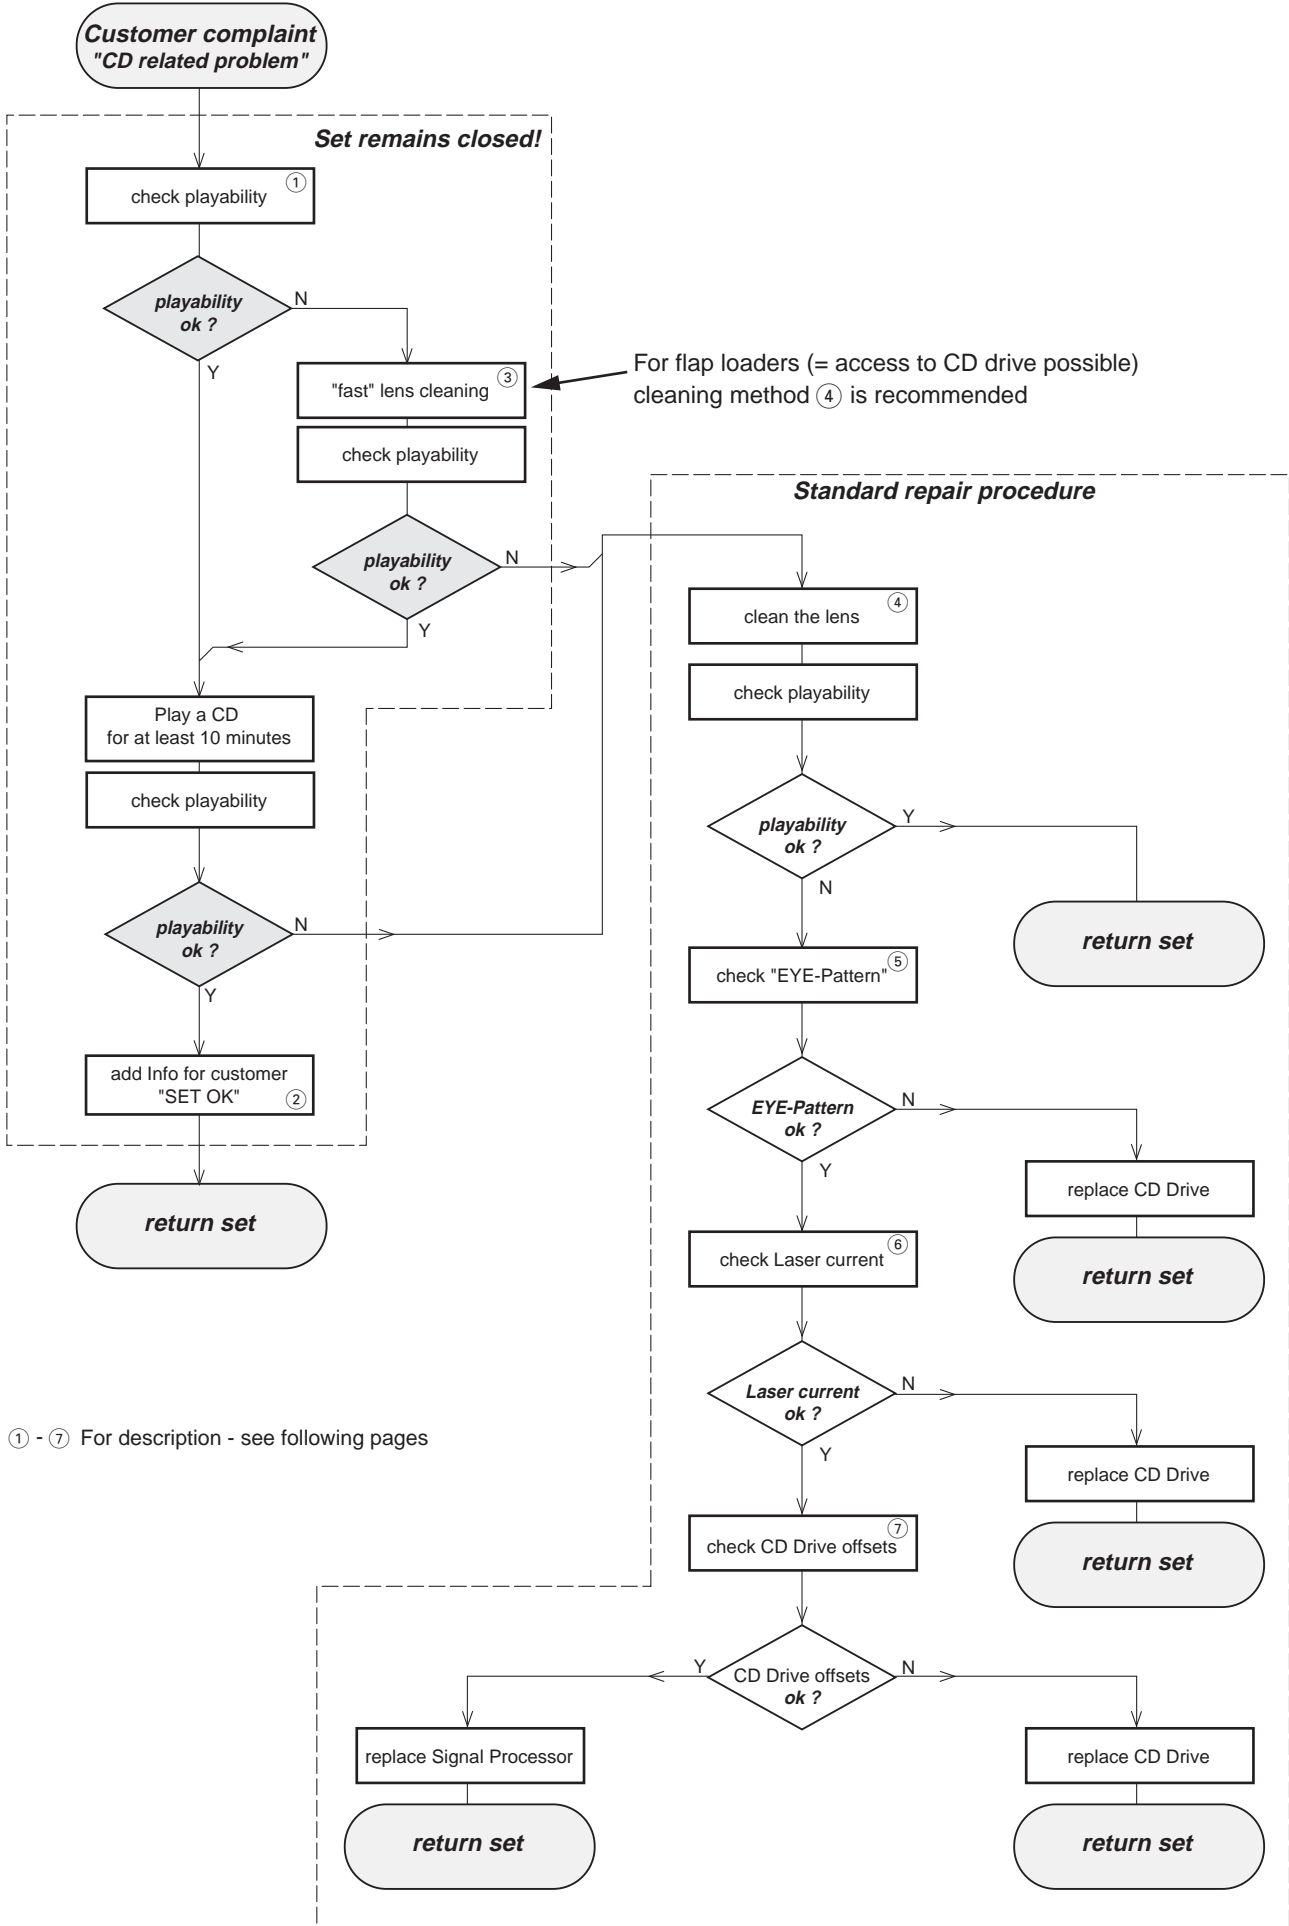 Customer complaint
"CD related problem"
Set remains closed!
check playability
①
playability
ok ?
N
Y
"fast" lens cleaning
③
For flap loaders (= access to CD drive possible)
cleaning method ④ is recommended
check playability
playability
ok ?
N
Y
Play a CD
for at least 10 minutes
check playability
playability
ok ?
N
Y
add Info for customer
"SET OK"
②
return set
Standard repair procedure
clean the lens
④
check playability
playability
ok ?
Y
N
return set
check "EYE-Pattern"
⑤
EYE-Pattern
ok ?
N
Y
replace CD Drive
return set
check Laser current
⑥
Laser current
ok ?
N
Y
replace CD Drive
return set
① - ⑦ For description - see following pages
check CD Drive offsets
⑦
CD Drive offsets
ok ?
Y
N
replace Signal Processor
return set
replace CD Drive
return set